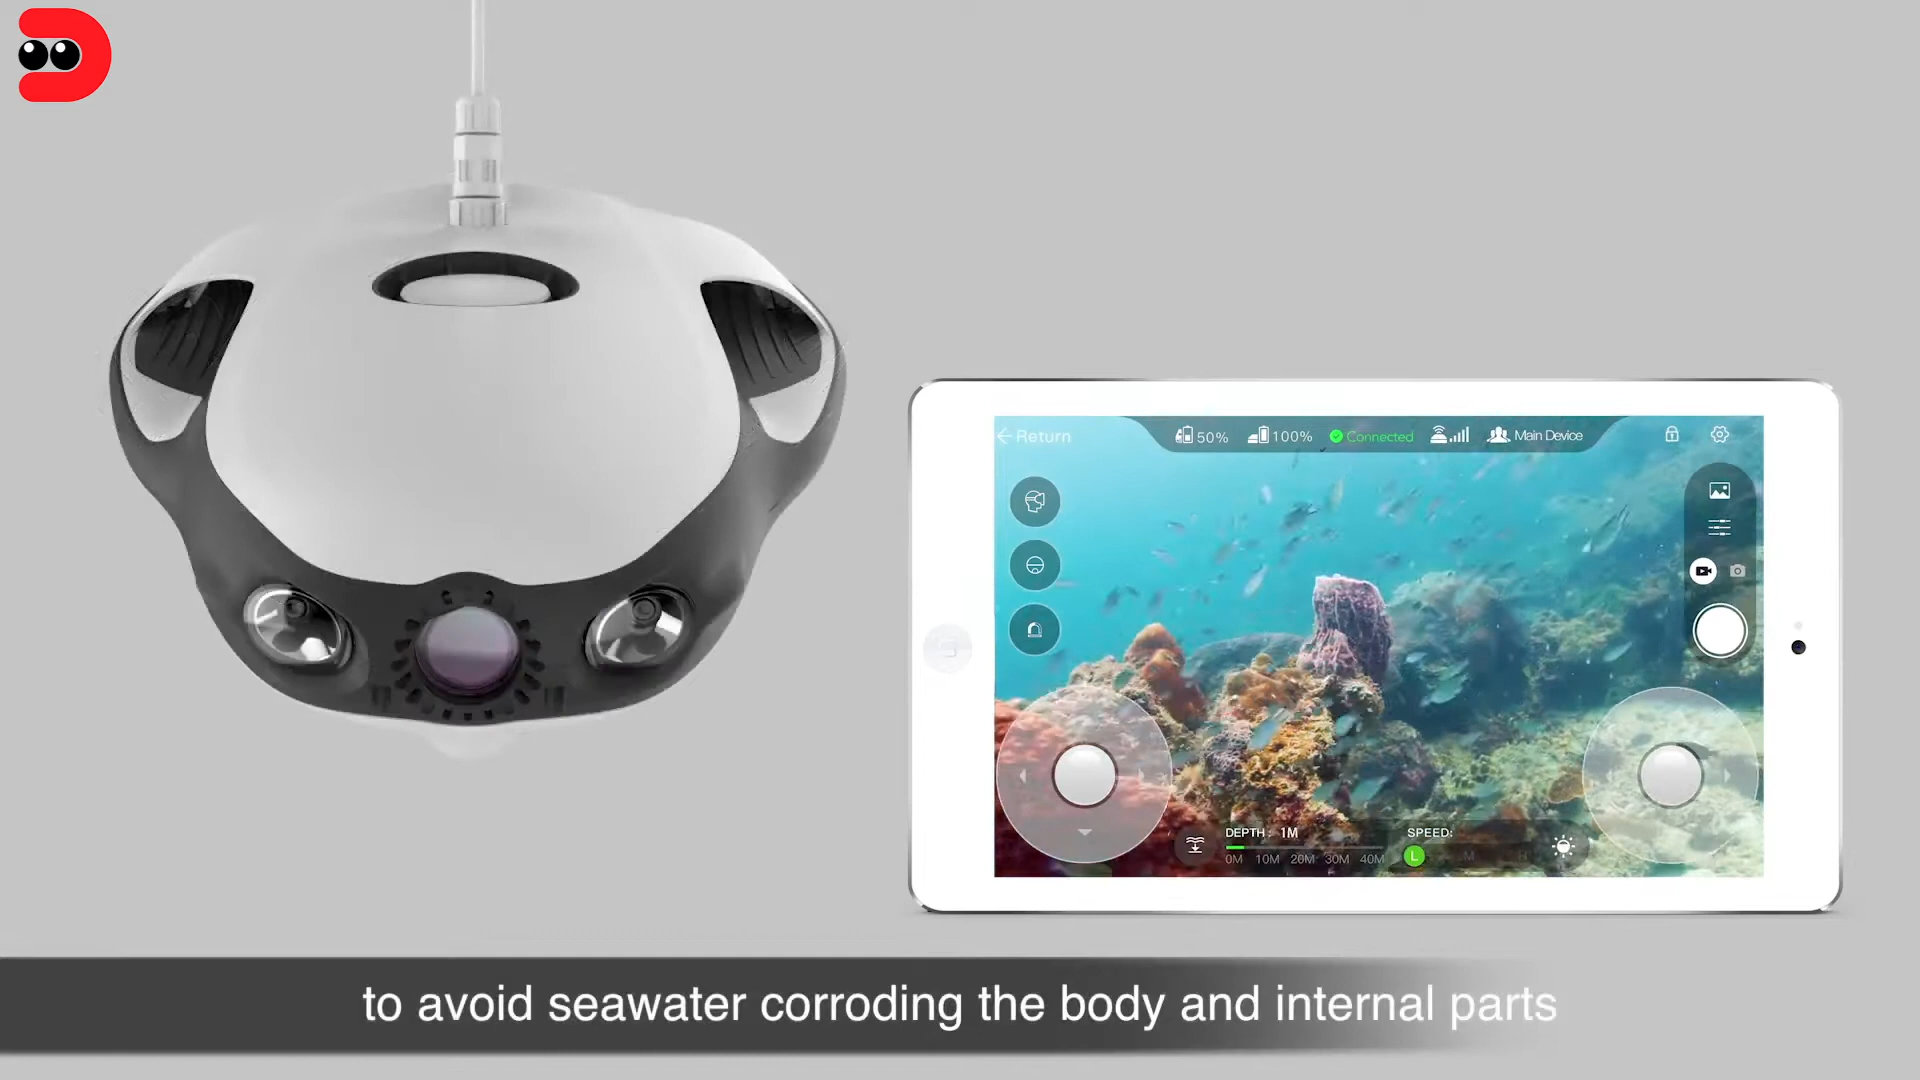 Return
50%
100%
Connected
Main Device
DEPTH: 1M
0M 10M 20M 30M 40M
SPEED:
L M H
to avoid seawater corroding the body and internal parts